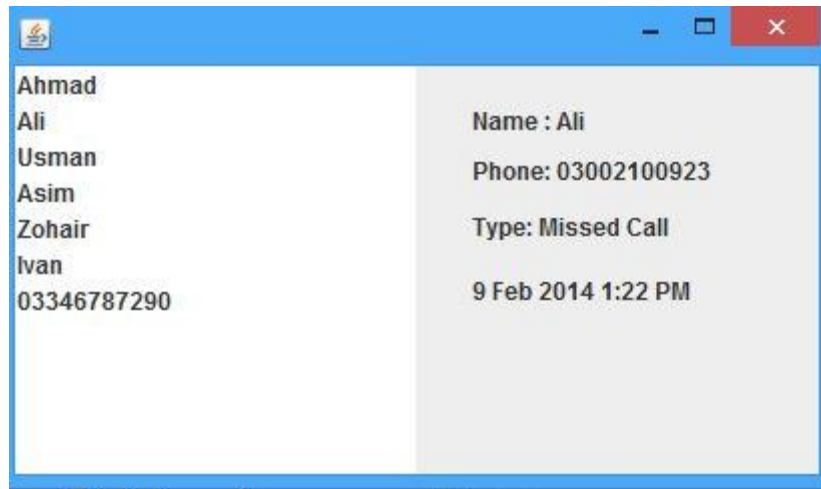 Ahmad
Ali
Usman
Asim
Zohair
Ivan
03346787290
Name : Ali
Phone: 03002100923
Type: Missed Call
9 Feb 2014 1:22 PM